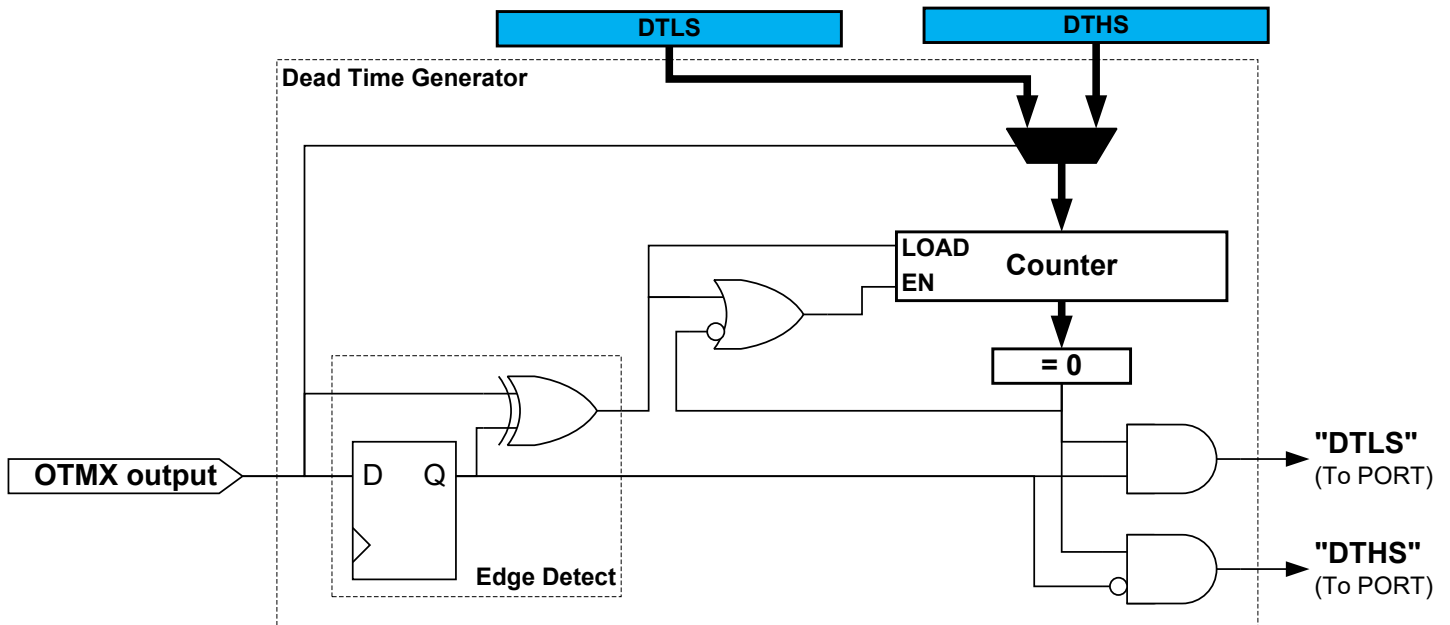 DTLS
DTHS
Dead Time Generator
LOAD
Counter
EN
= 0
OTMX output
D
Q
Edge Detect
"DTLS"
(To PORT)
"DTHS"
(To PORT)